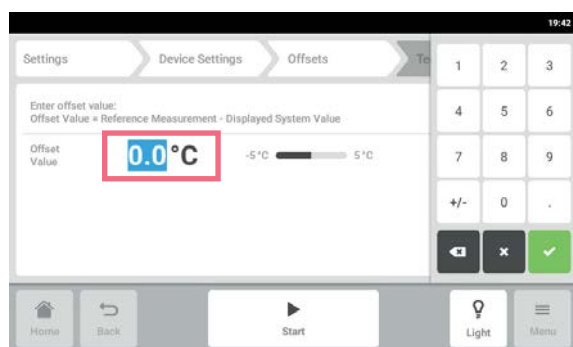 19:42
Settings
Device Settings
Offsets
Te
Enter offset value:
Offset Value = Reference Measurement - Displayed System Value
Offset
Value
0.0 °C
-5°C
5°C
1 2 3
4 5 6
7 8 9
+/- 0 .
Home
Back
Start
Light
Menu